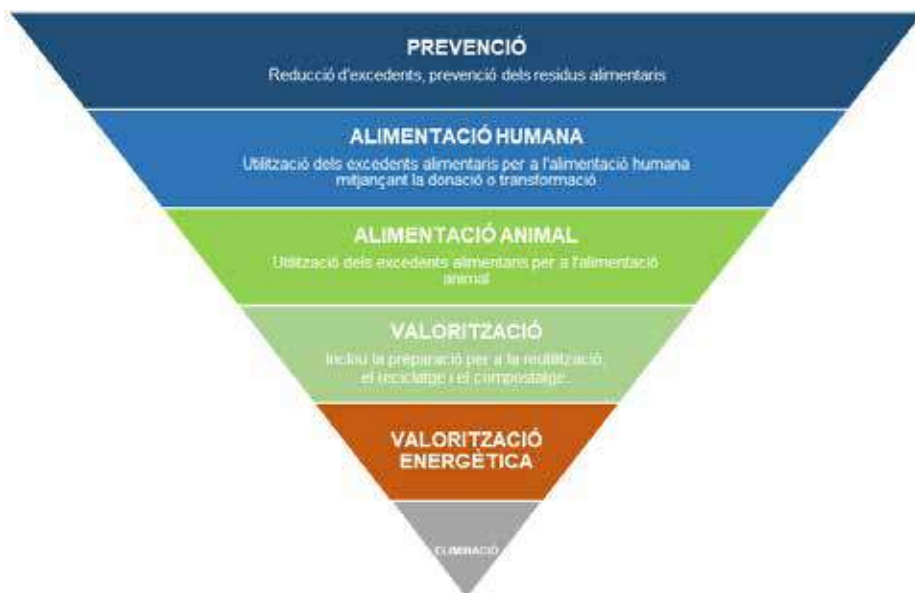 PREVENCIÓ
Reducció d'excedents, prevenció dels residus alimentaris
ALIMENTACIÓ HUMANA
Utilització dels excedents alimentaris per a l'alimentació humana
mitjançant la donació o transformació
ALIMENTACIÓ ANIMAL
Utilització dels excedents alimentaris per a l'alimentació
animal
VALORITZACIÓ
Inclou la preparació per a la reutilització,
el reciclatge i el compostatge.
VALORITZACIÓ
ENERGÈTICA
ELIMINACIÓ